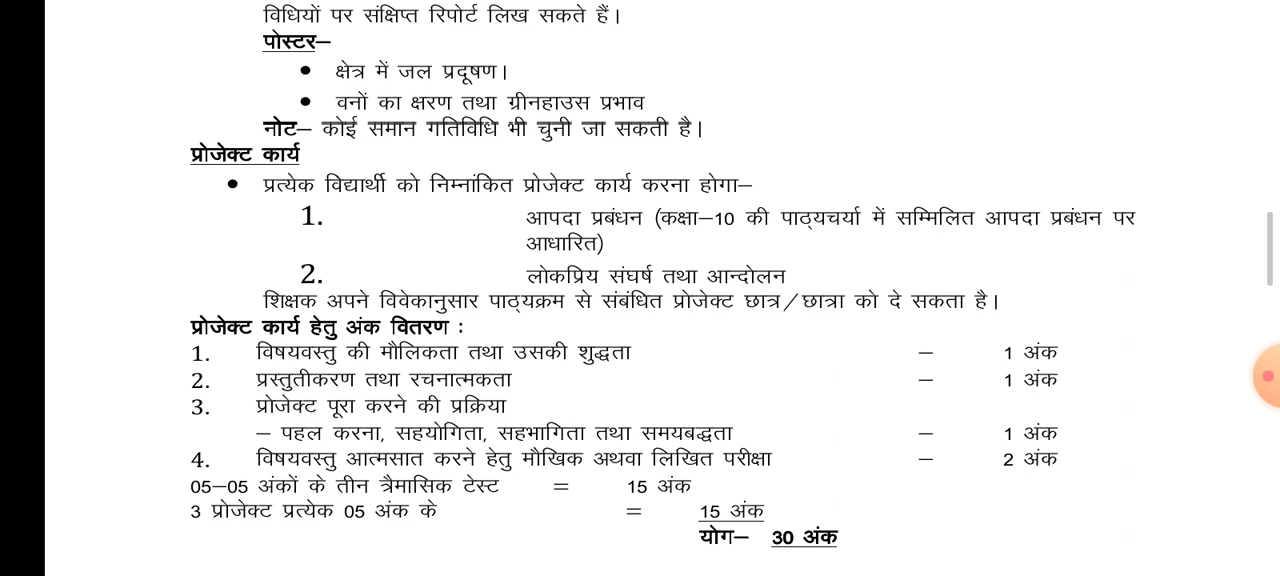 विधियों पर संक्षिप्त रिपोर्ट लिख सकते हैं।
पोस्टर–
• क्षेत्र में जल प्रदूषण।
• वनों का क्षरण तथा ग्रीनहाउस प्रभाव
नोट– कोई समान गतिविधि भी चुनी जा सकती है।
प्रोजेक्ट कार्य
• प्रत्येक विद्यार्थी को निम्नांकित प्रोजेक्ट कार्य करना होगा–
1. आपदा प्रबंधन (कक्षा–10 की पाठ्यचर्या में सम्मिलित आपदा प्रबंधन पर
आधारित)
2. लोकप्रिय संघर्ष तथा आन्दोलन
शिक्षक अपने विवेकानुसार पाठ्यक्रम से संबंधित प्रोजेक्ट छात्र/छात्रा को दे सकता है।
प्रोजेक्ट कार्य हेतु अंक वितरण :
1. विषयवस्तु की मौलिकता तथा उसकी शुद्धता – 1 अंक
2. प्रस्तुतीकरण तथा रचनात्मकता – 1 अंक
3. प्रोजेक्ट पूरा करने की प्रक्रिया
– पहल करना, सहयोगिता, सहभागिता तथा समयबद्धता – 1 अंक
4. विषयवस्तु आत्मसात करने हेतु मौखिक अथवा लिखित परीक्षा – 2 अंक
05–05 अंकों के तीन त्रैमासिक टेस्ट = 15 अंक
3 प्रोजेक्ट प्रत्येक 05 अंक के = 15 अंक
योग– 30 अंक